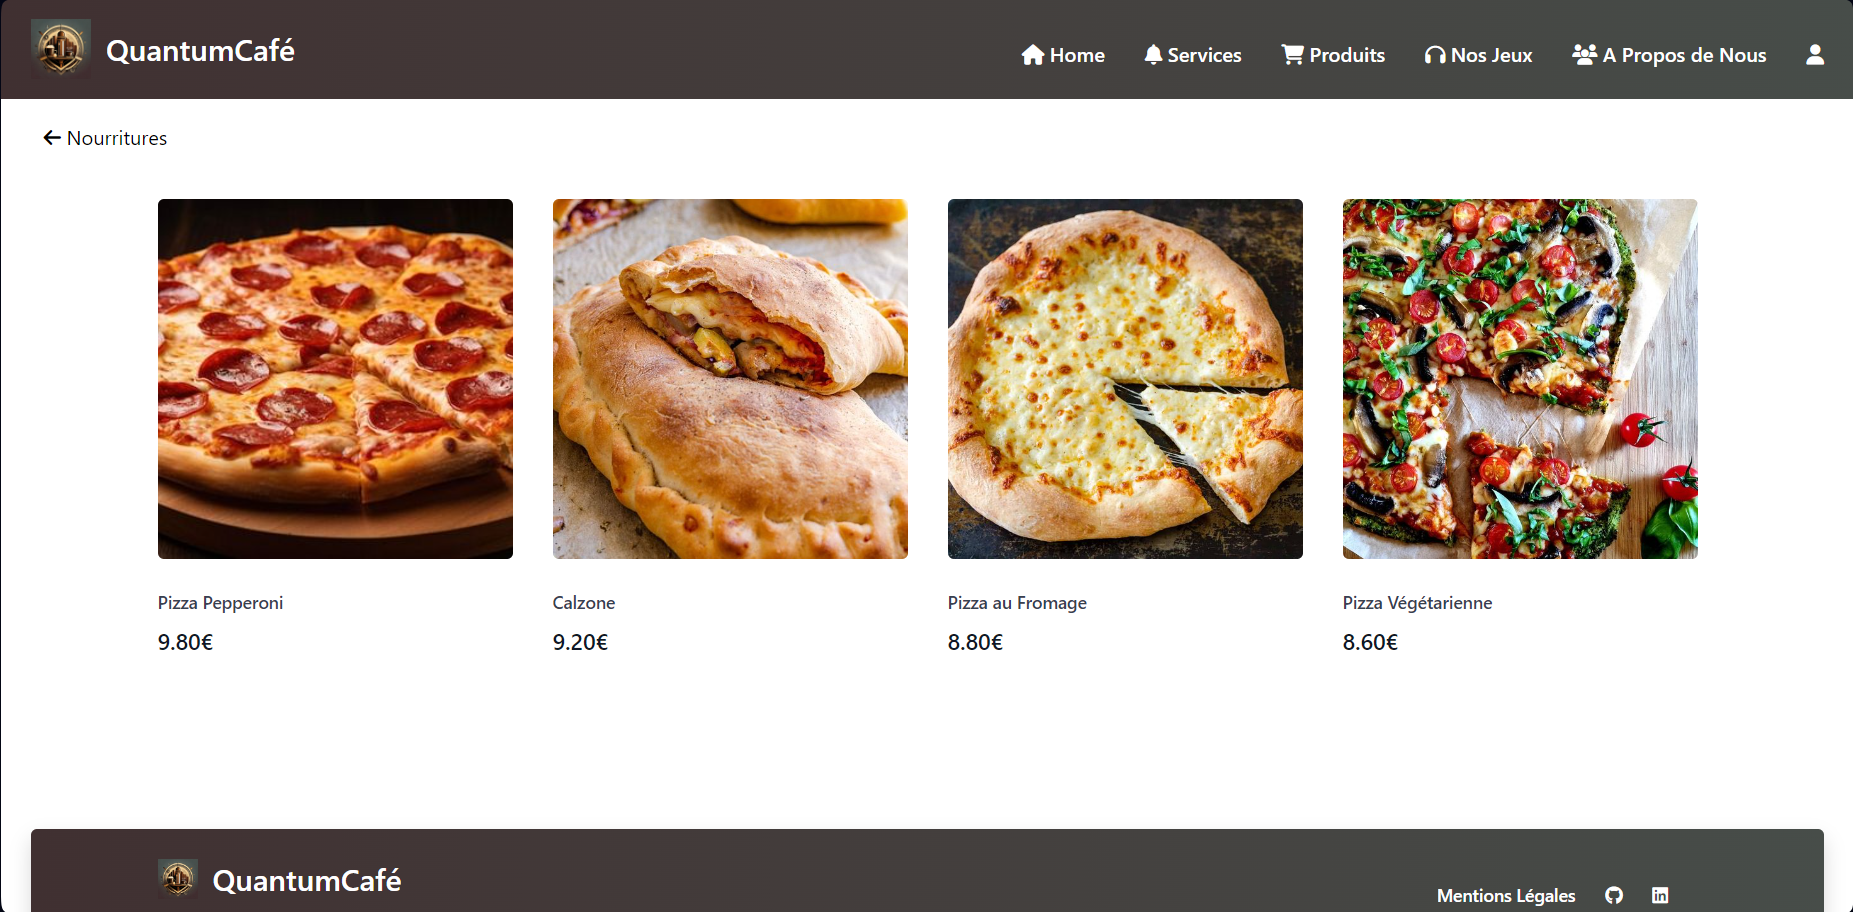 QuantumCafé
Home Services Produits Nos Jeux A Propos de Nous
Nourritures
Pizza Pepperoni
9.80€
Calzone
9.20€
Pizza au Fromage
8.80€
Pizza Végétarienne
8.60€
QuantumCafé
Mentions Légales